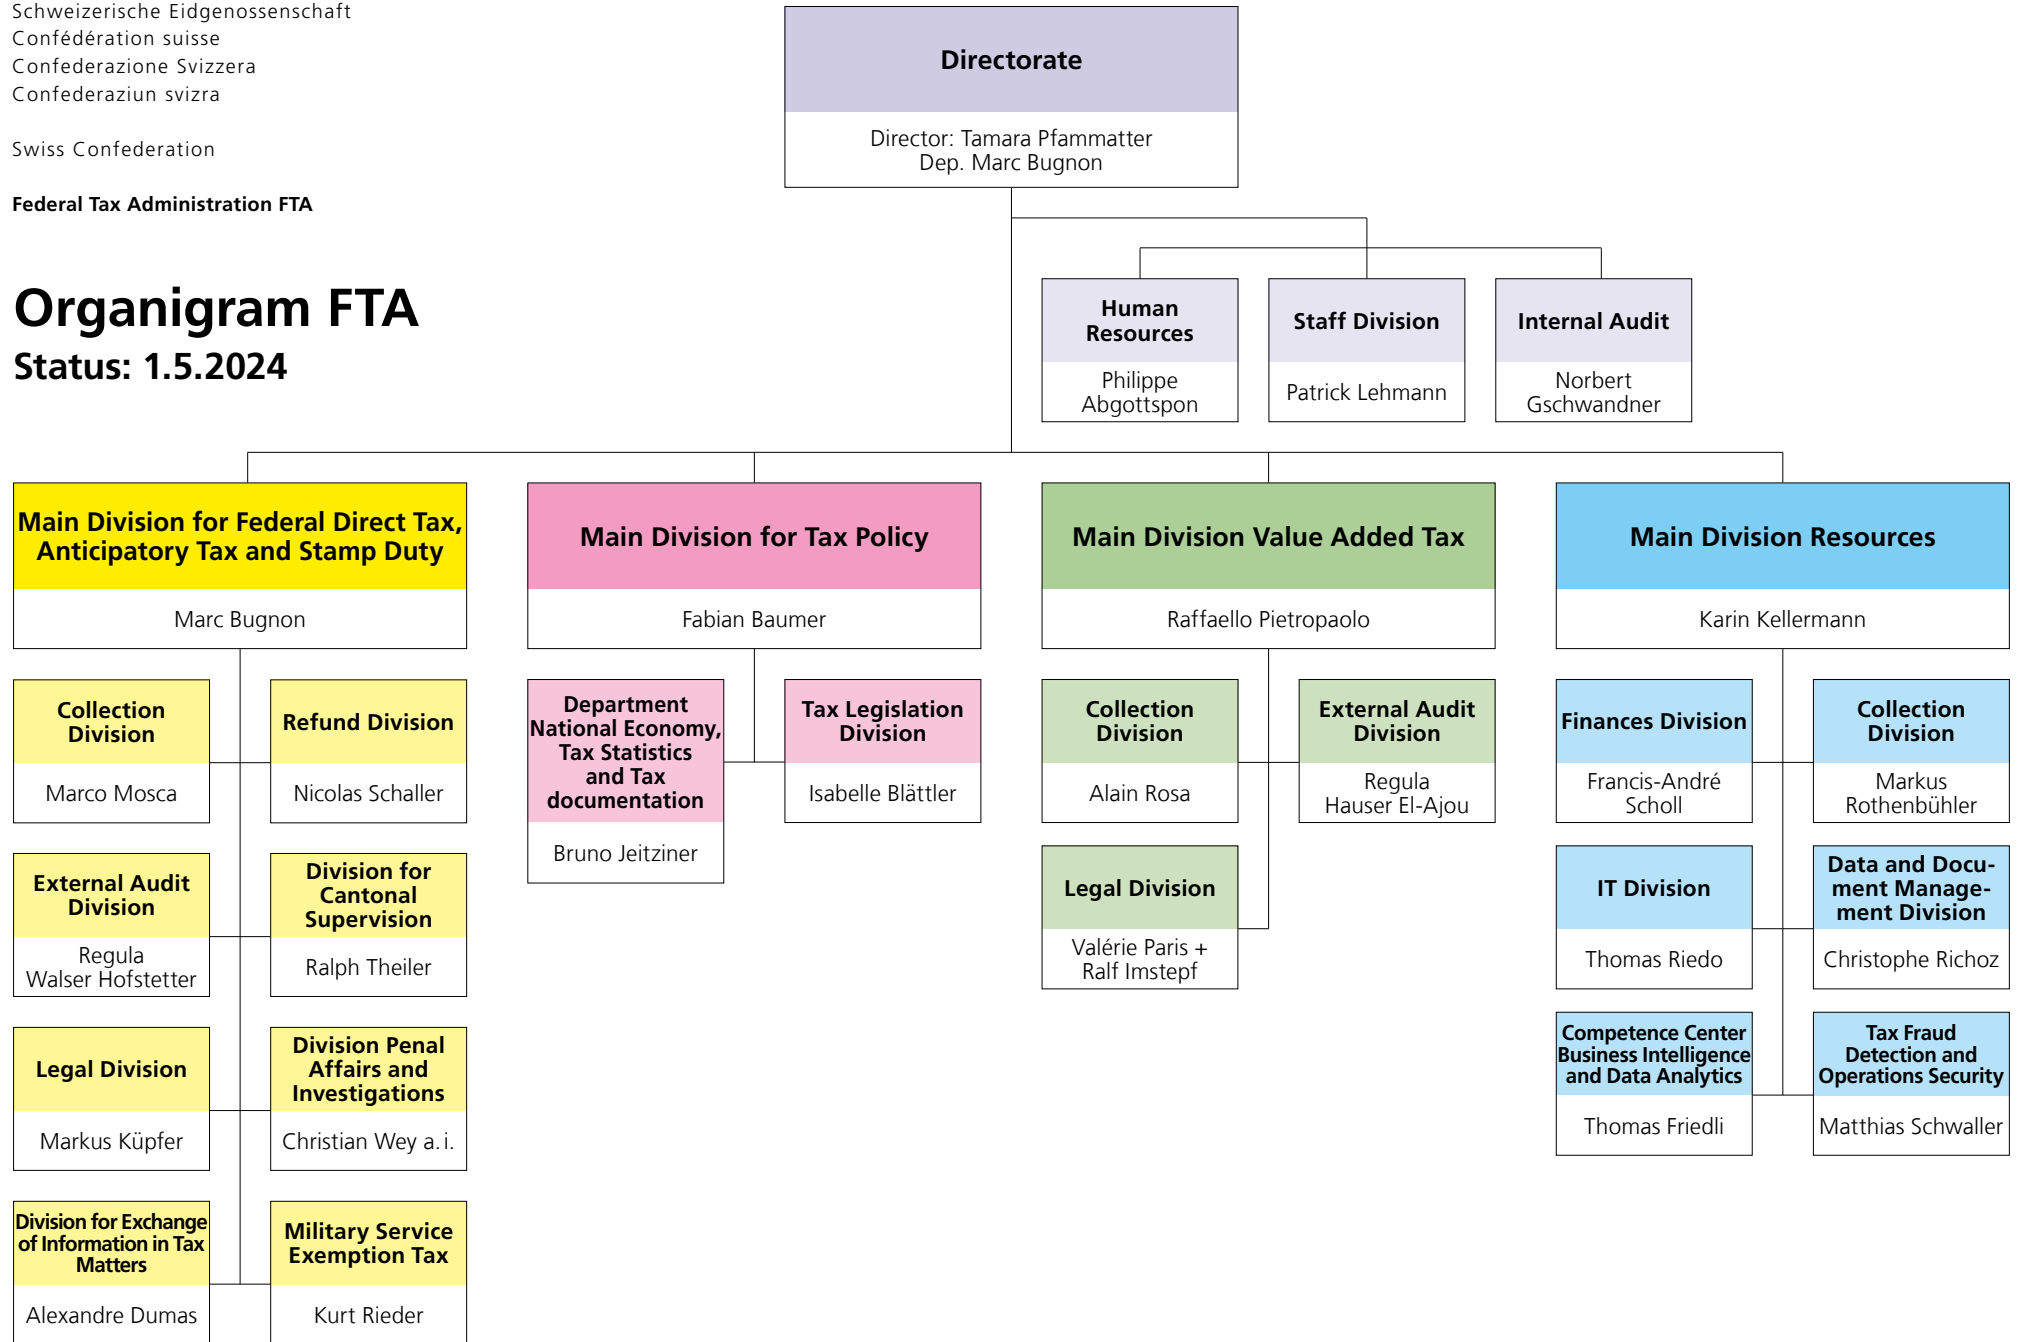 Schweizerische Eidgenossenschaft
Confédération suisse
Confederazione Svizzera
Confederaziun svizra
Swiss Confederation
Federal Tax Administration FTA
Organigram FTA
Status: 1.5.2024
Directorate
Director: Tamara Pfammatter
Dep. Marc Bugnon
Human
Resources
Philippe
Abgottspon
Staff Division
Patrick Lehmann
Internal Audit
Norbert
Gschwandner
Main Division for Federal Direct Tax,
Anticipatory Tax and Stamp Duty
Marc Bugnon
Collection
Division
Marco Mosca
Refund Division
Nicolas Schaller
External Audit
Division
Regula
Walser Hofstetter
Division for
Cantonal
Supervision
Ralph Theiler
Legal Division
Markus Küpfer
Division Penal
Affairs and
Investigations
Christian Wey a.i.
Division for Exchange
of Information in Tax
Matters
Alexandre Dumas
Military Service
Exemption Tax
Kurt Rieder
Main Division for Tax Policy
Fabian Baumer
Department
National Economy,
Tax Statistics
and Tax
documentation
Bruno Jeitziner
Tax Legislation
Division
Isabelle Blättler
Main Division Value Added Tax
Raffaello Pietropaolo
Collection
Division
Alain Rosa
External Audit
Division
Regula
Hauser El-Ajou
Legal Division
Valérie Paris +
Ralf Imstepf
Main Division Resources
Karin Kellermann
Finances Division
Francis-André
Scholl
Collection
Division
Markus
Rothenbühler
IT Division
Thomas Riedo
Data and Docu-
ment Manage-
ment Division
Christophe Richoz
Competence Center
Business Intelligence
and Data Analytics
Thomas Friedli
Tax Fraud
Detection and
Operations Security
Matthias Schwaller